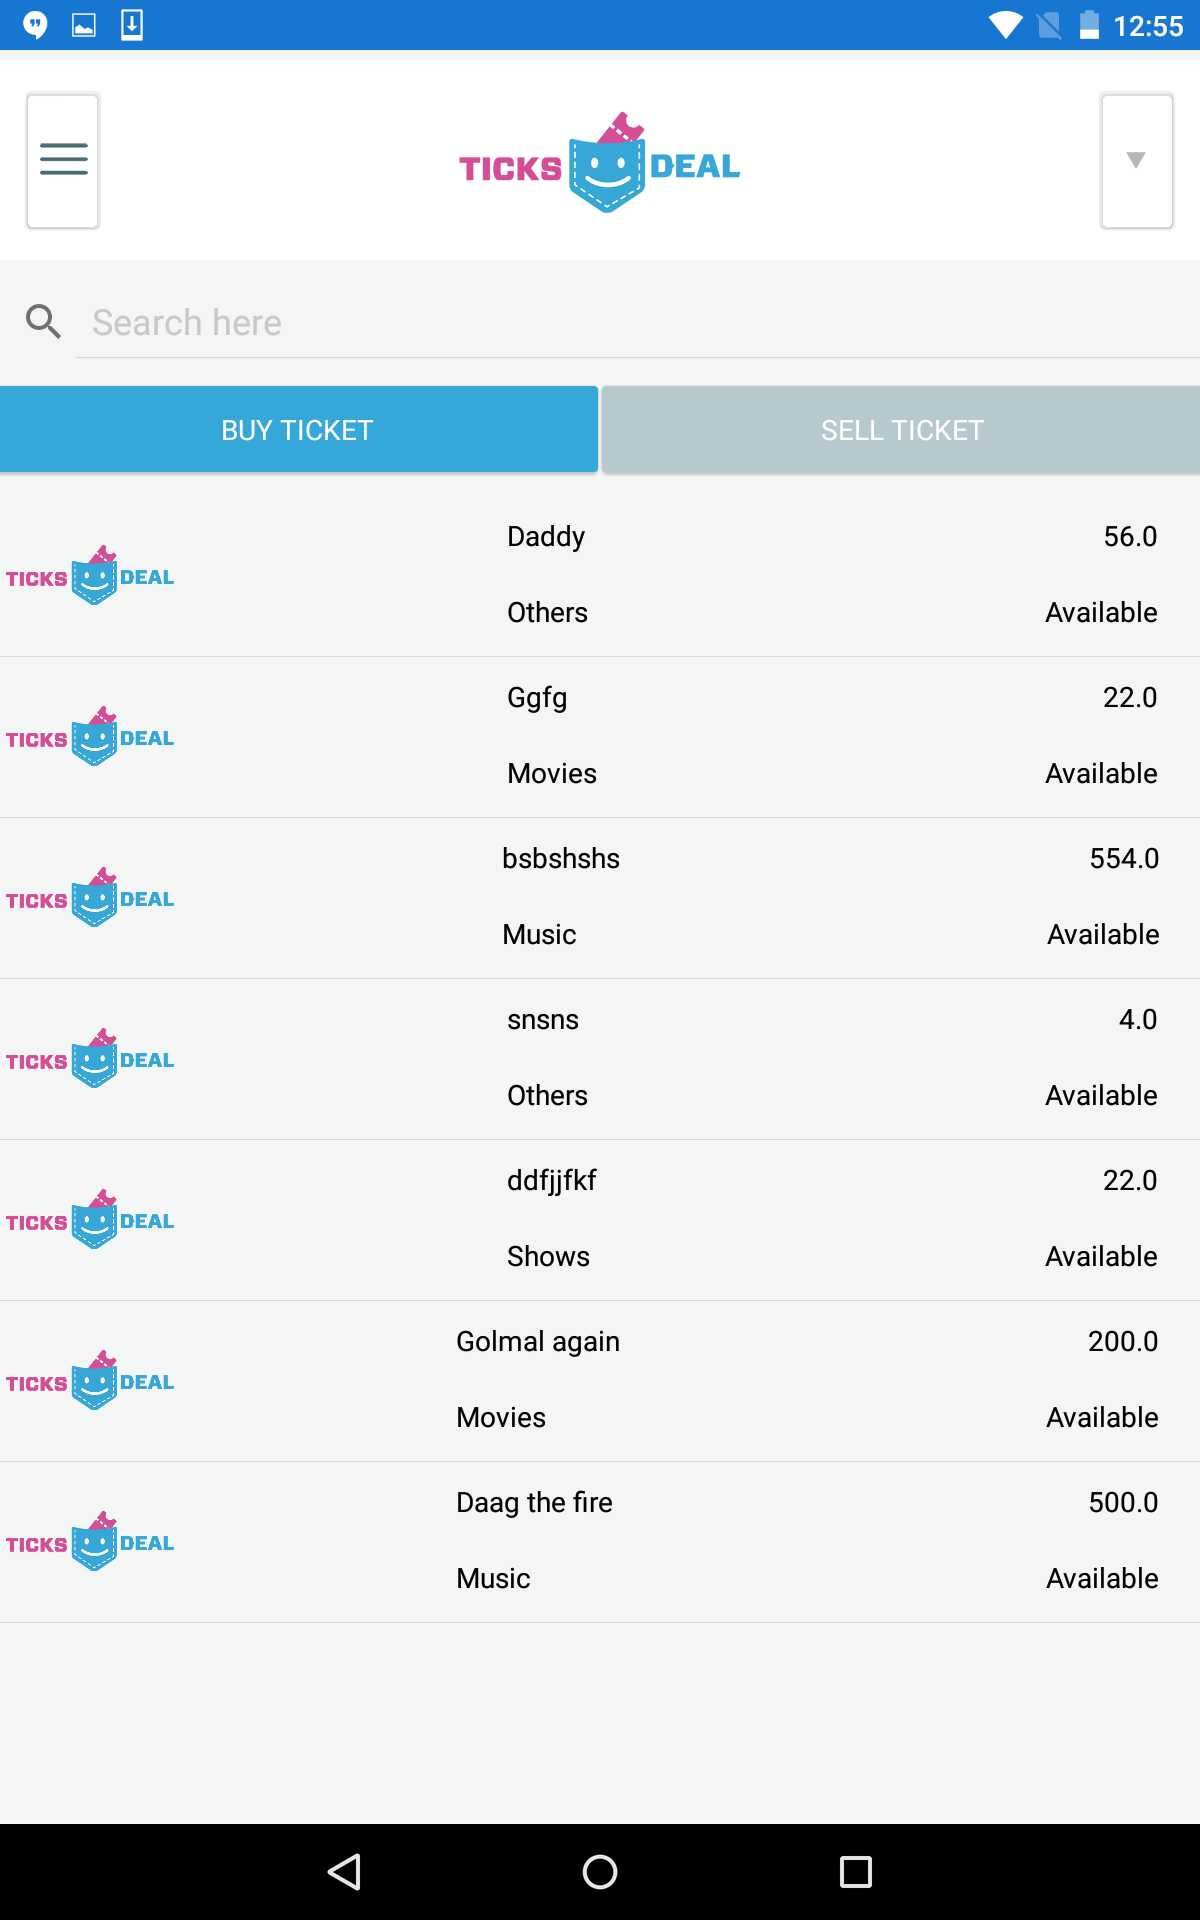 12:55
TICKS DEAL
Search here
BUY TICKET SELL TICKET
Daddy 56.0
TICKS DEAL
Others Available
Ggfg 22.0
TICKS DEAL
Movies Available
bsbshshs 554.0
TICKS DEAL
Music Available
snsns 4.0
TICKS DEAL
Others Available
ddfjjfkf 22.0
TICKS DEAL
Shows Available
Golmal again 200.0
TICKS DEAL
Movies Available
Daag the fire 500.0
TICKS DEAL
Music Available